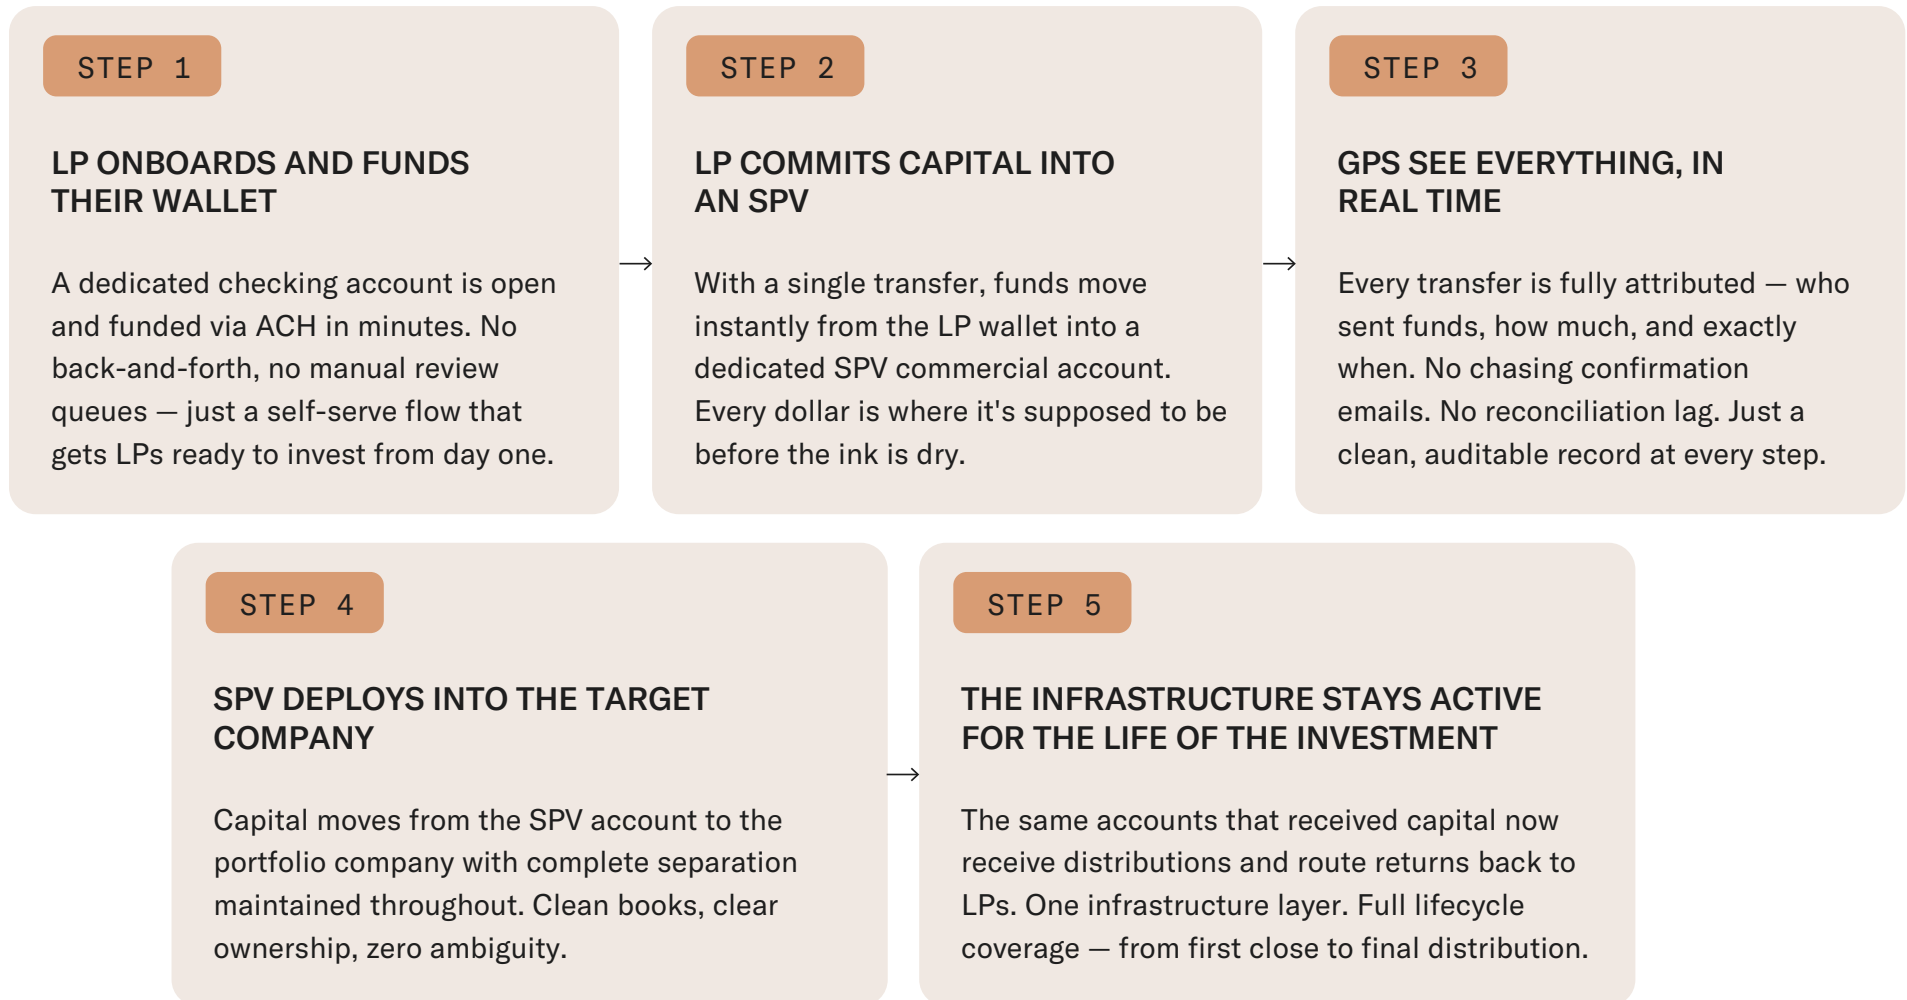 STEP 1
LP ONBOARDS AND FUNDS
THEIR WALLET
A dedicated checking account is open
and funded via ACH in minutes. No
back-and-forth, no manual review
queues — just a self-serve flow that
gets LPs ready to invest from day one.
STEP 2
LP COMMITS CAPITAL INTO
AN SPV
With a single transfer, funds move
instantly from the LP wallet into a
dedicated SPV commercial account.
Every dollar is where it's supposed to be
before the ink is dry.
STEP 3
GPS SEE EVERYTHING, IN
REAL TIME
Every transfer is fully attributed — who
sent funds, how much, and exactly
when. No chasing confirmation
emails. No reconciliation lag. Just a
clean, auditable record at every step.
STEP 4
SPV DEPLOYS INTO THE TARGET
COMPANY
Capital moves from the SPV account to the
portfolio company with complete separation
maintained throughout. Clean books, clear
ownership, zero ambiguity.
STEP 5
THE INFRASTRUCTURE STAYS ACTIVE
FOR THE LIFE OF THE INVESTMENT
The same accounts that received capital now
receive distributions and route returns back to
LPs. One infrastructure layer. Full lifecycle
coverage — from first close to final distribution.